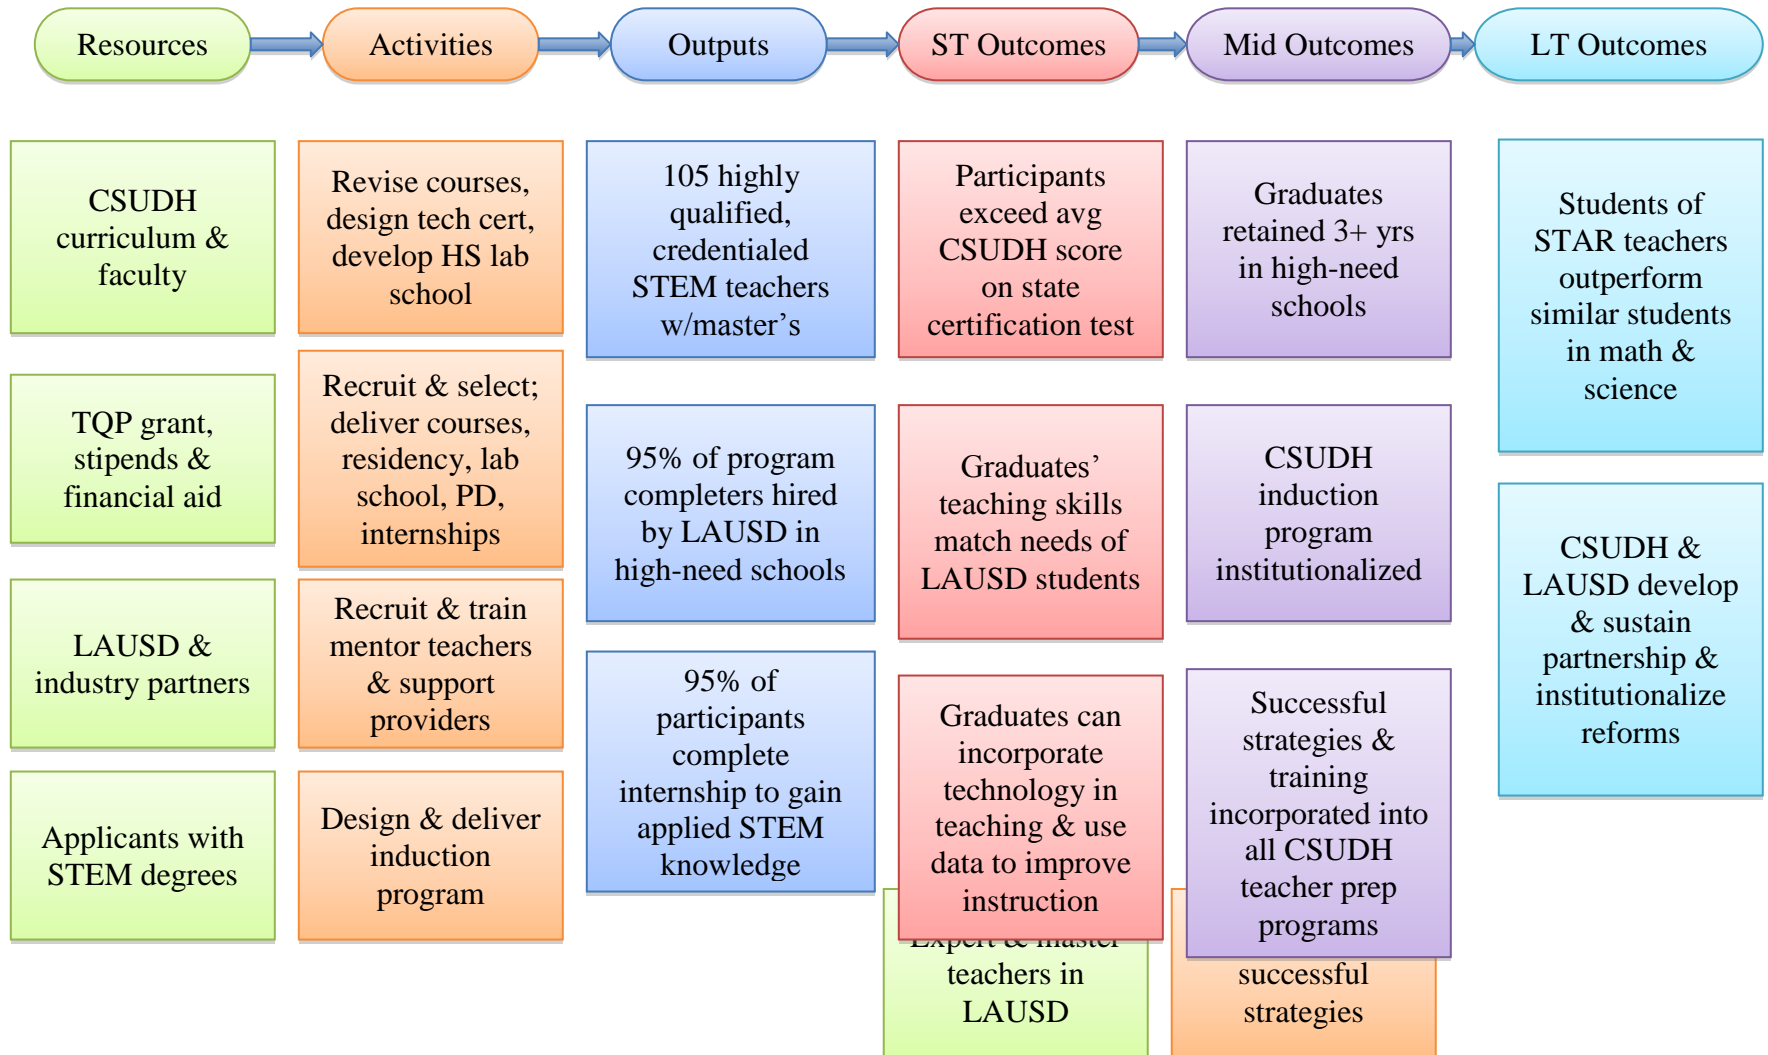 Resources
Activities
Outputs
ST Outcomes
Mid Outcomes
LT Outcomes
CSUDH
curriculum &
faculty
TQP grant,
stipends &
financial aid
LAUSD &
industry partners
Applicants with
STEM degrees
Revise courses,
design tech cert,
develop HS lab
school
Recruit & select;
deliver courses,
residency, lab
school, PD,
internships
Recruit & train
mentor teachers
& support
providers
Design & deliver
induction
program
105 highly
qualified,
credentialed
STEM teachers
w/master’s
95% of program
completers hired
by LAUSD in
high-need schools
95% of
participants
complete
internship to gain
applied STEM
knowledge
Participants
exceed avg
CSUDH score
on state
certification test
Graduates’
teaching skills
match needs of
LAUSD students
Graduates can
incorporate
technology in
teaching & use
data to improve
instruction
Expert & master
teachers in
LAUSD
Graduates
retained 3+ yrs
in high-need
schools
CSUDH
induction
program
institutionalized
Successful
strategies &
training
incorporated into
all CSUDH
teacher prep
programs
successful
strategies
Students of
STAR teachers
outperform
similar students
in math &
science
CSUDH &
LAUSD develop
& sustain
partnership &
institutionalize
reforms